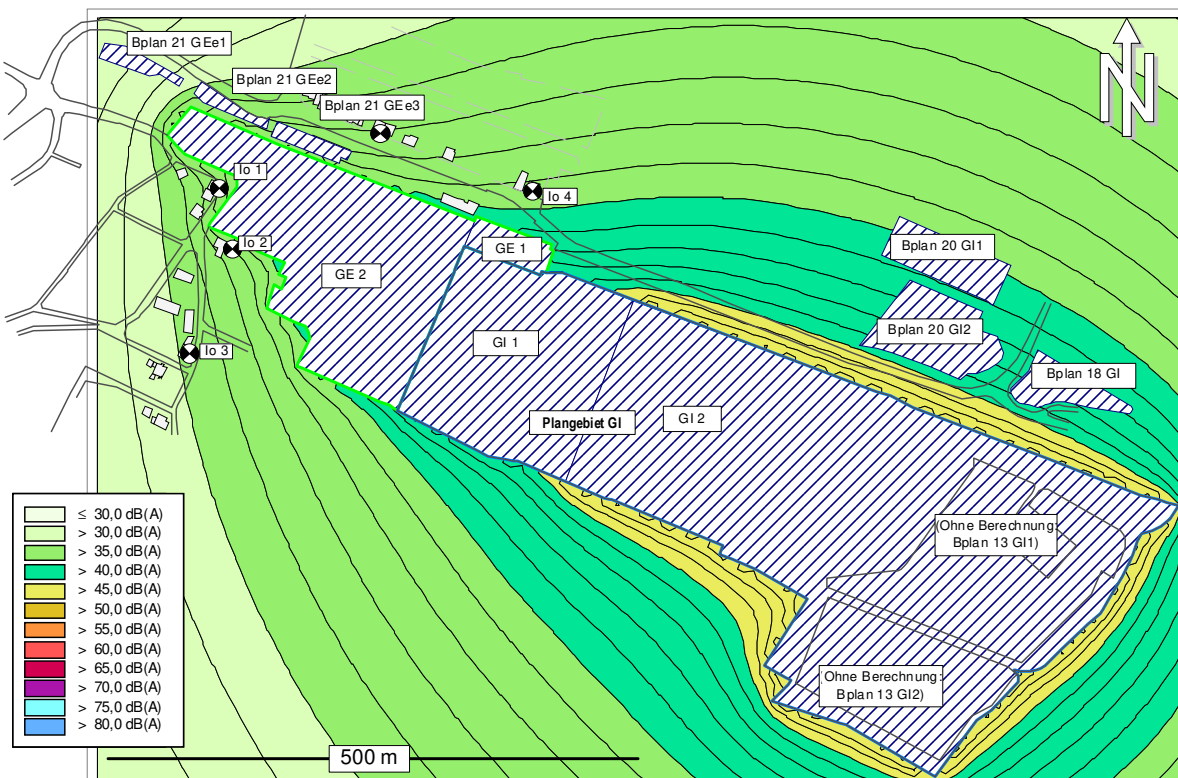 Bplan 21 GEe1
Bplan 21 GEe2
Bplan 21 GEe3
N
Io 1
Io 4
Io 2
Bplan 20 GI1
GE 1
GE 2
Bplan 20 GI2
GI 1
Io 3
Bplan 18 GI
Plangebiet GI
GI 2
(Ohne Berechnung:
Bplan 13 GI1)
(Ohne Berechnung:
Bplan 13 GI2)
≤ 30,0 dB(A)
> 30,0 dB(A)
> 35,0 dB(A)
> 40,0 dB(A)
> 45,0 dB(A)
> 50,0 dB(A)
> 55,0 dB(A)
> 60,0 dB(A)
> 65,0 dB(A)
> 70,0 dB(A)
> 75,0 dB(A)
> 80,0 dB(A)
500 m